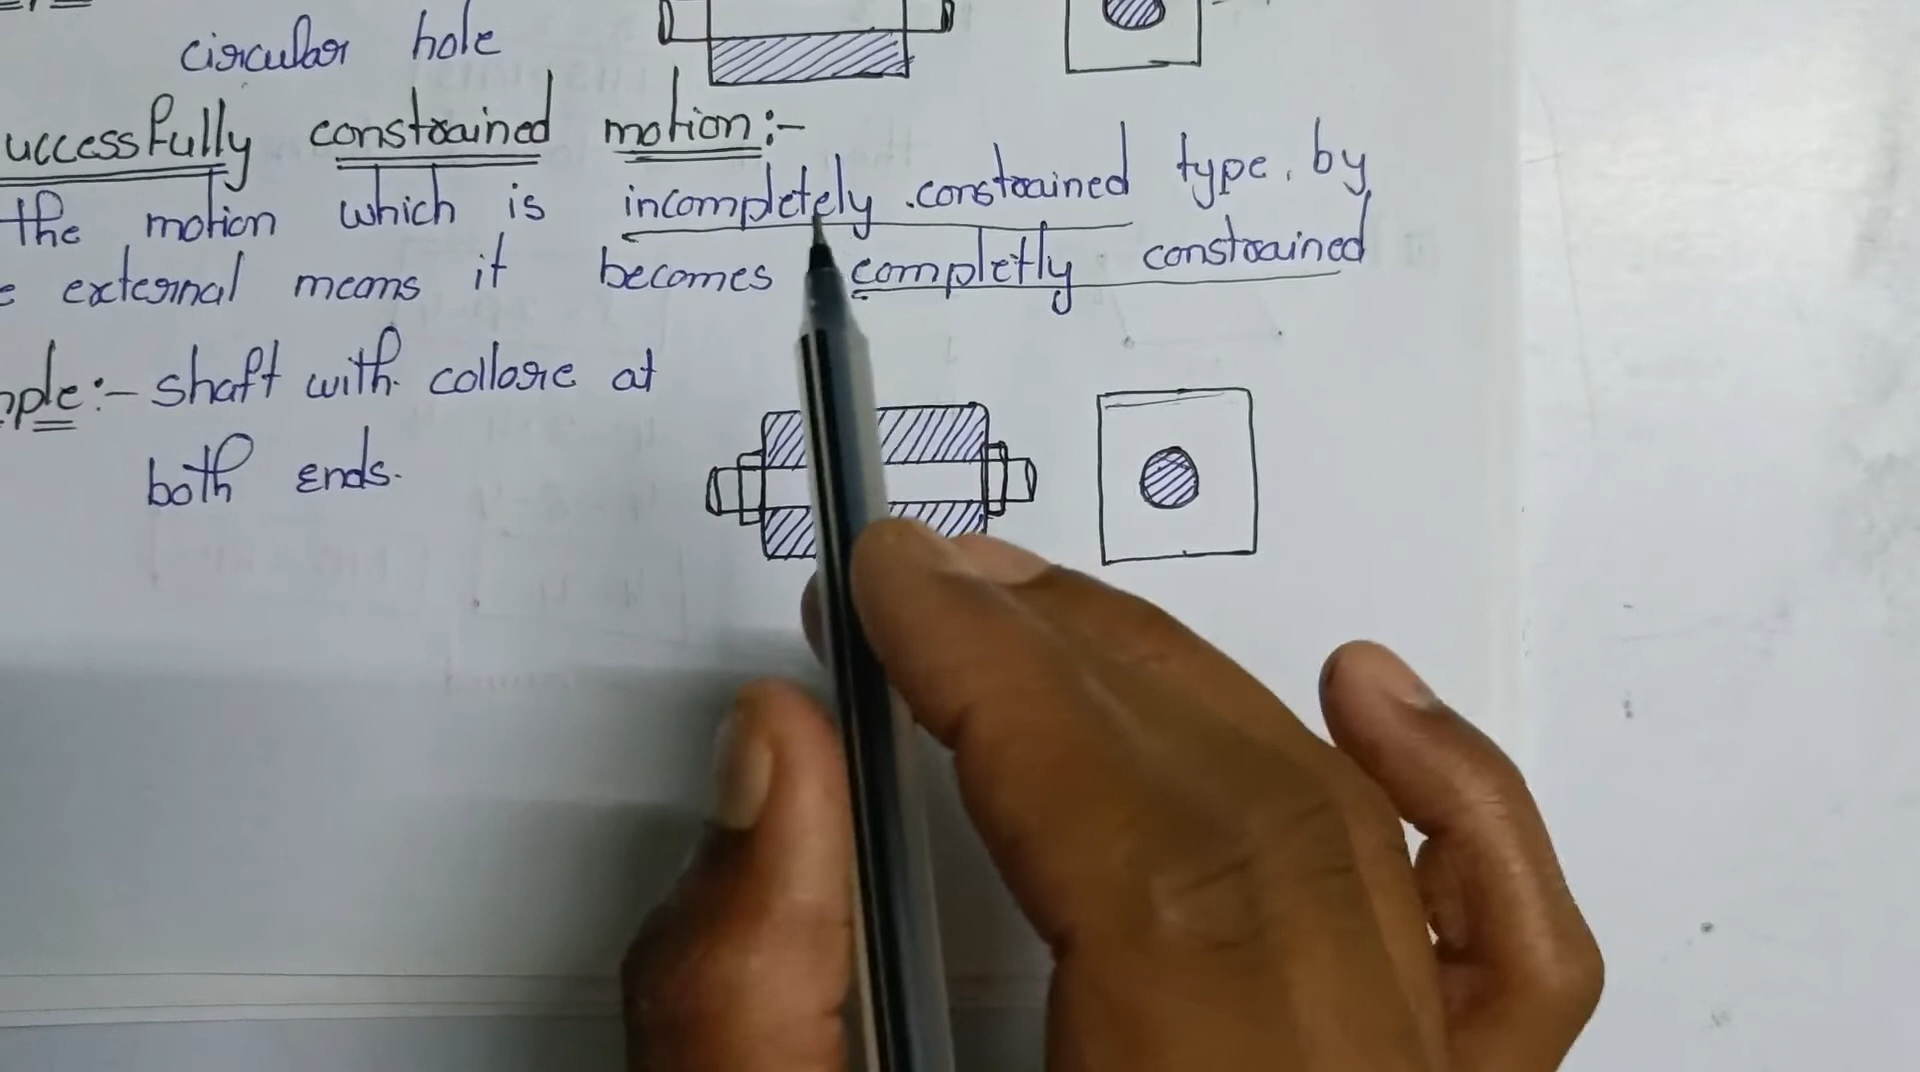 circular hole
uccessfully constrained motion:-
the motion which is incompletely constrained type, by
e external means it becomes completly constrained
mple:- shaft with collore at
both ends.